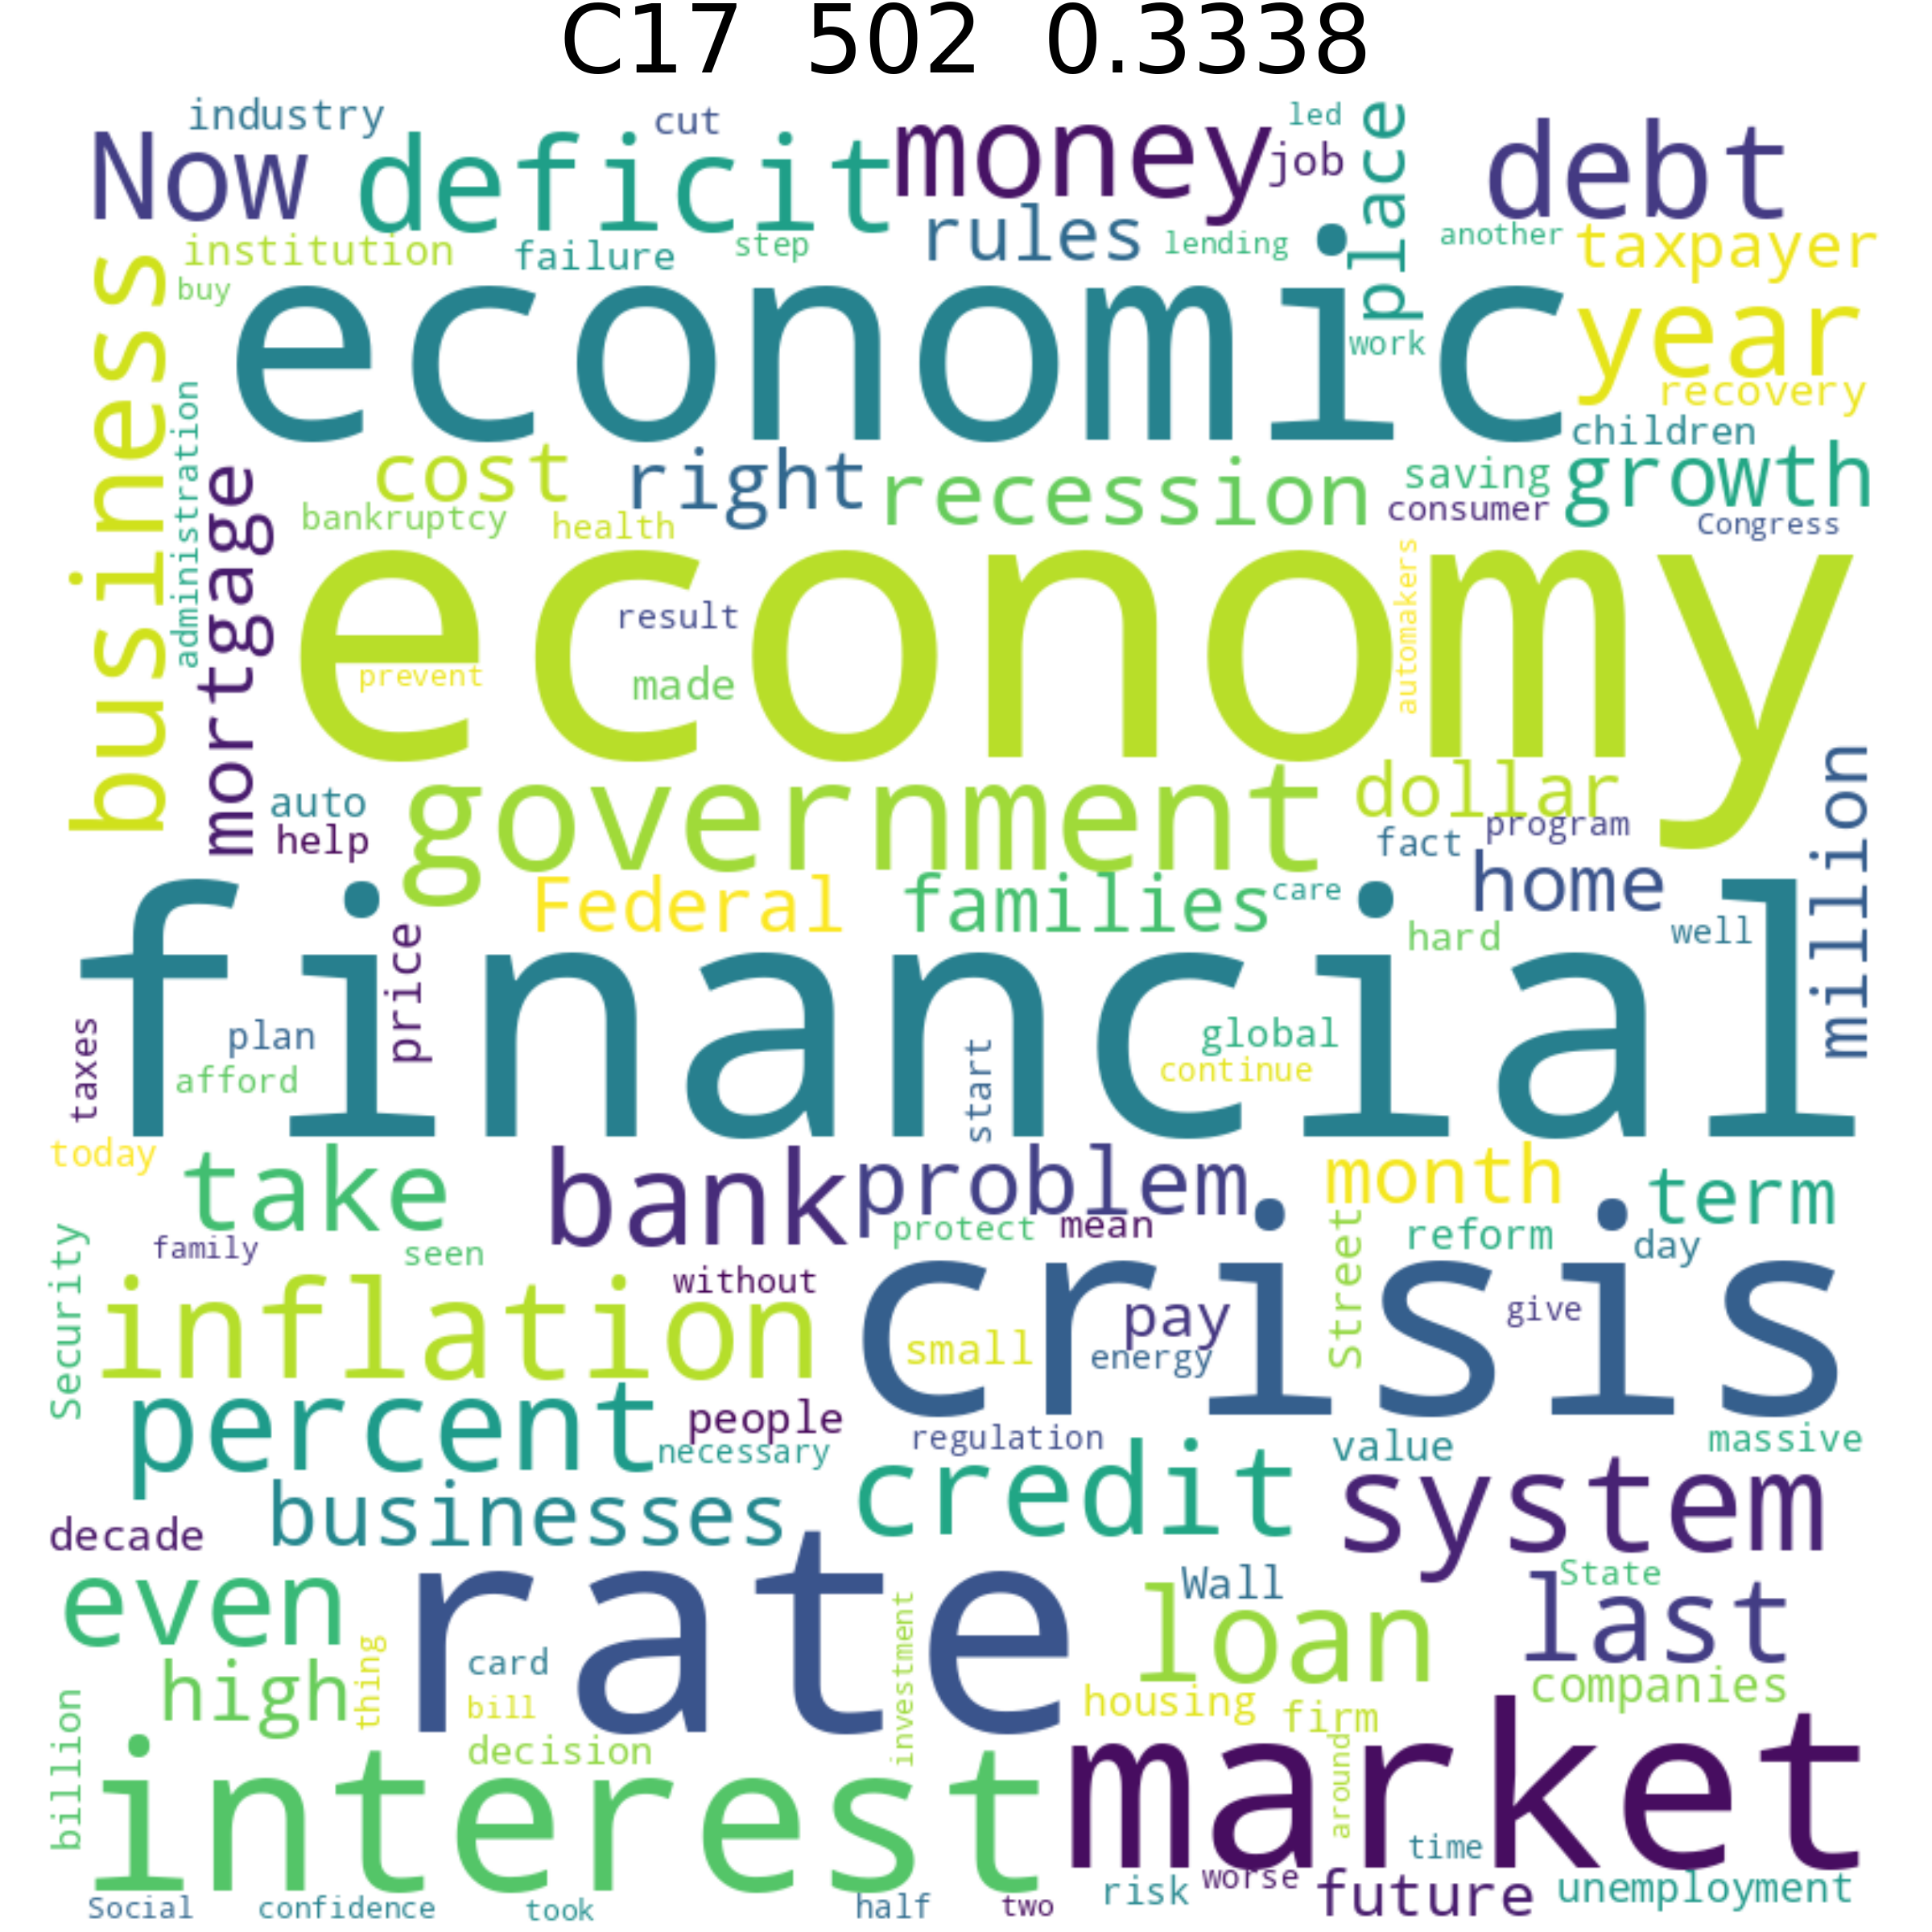 C17 502 0.3338
industry cut led
Now deficit money job place debt
institution failure step rules lending another taxpayer
buy
business economic work year
recovery
administration children
mortgage cost right recession saving growth
bankruptcy health consumer Congress
economy
result automakers
prevent made
auto government dollar million
help fact program
Federal families care home
financial
price hard well
taxes plan start global
afford continue
today take bank problem month term
family seen protect mean Street reform day
Security inflation without crisis
small pay give
energy
percent people regulation value massive
necessary
decade businesses credit system
even rate Wall State
loan last
high thing card investment companies
billion bill housing firm
decision
interest market
around time
Social confidence took half two risk worse future unemployment